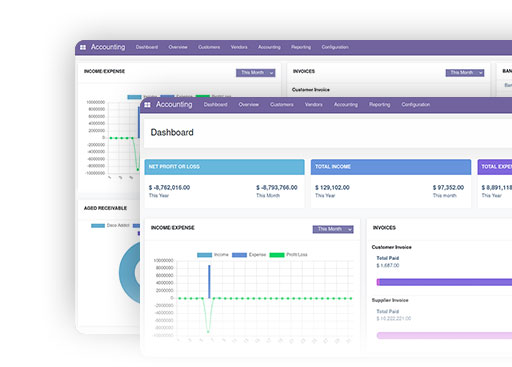 Accounting Dashboard Overview Customers Vendors Accounting Reporting Configuration
INCOME/EXPENSE This Month INVOICES This Month BAN
Customer Invoice
Income Expense Profit/Loss
10000000
8000000
6000000
4000000
2000000
0
-2000000
-4000000
-6000000
-8000000
-10000000
AGED RECEIVABLE
Accounting Dashboard Overview Customers Vendors Accounting Reporting Configuration
Dashboard
NET PROFIT OR LOSS TOTAL INCOME TOTAL EXPE
$ -8,762,016.00 $ -8,793,766.00 $ 129,102.00 $ 97,352.00 $ 8,891,118
This Year This Month This Year This month This Year
INCOME/EXPENSE This Month INVOICES
Income Expense Profit/Loss
Customer Invoice
Total Paid
$ 1,687.00
Supplier Invoice
Total Paid
$ 10,222,221.00
10000000
8000000
6000000
4000000
2000000
0
-2000000
-4000000
-6000000
-8000000
-10000000